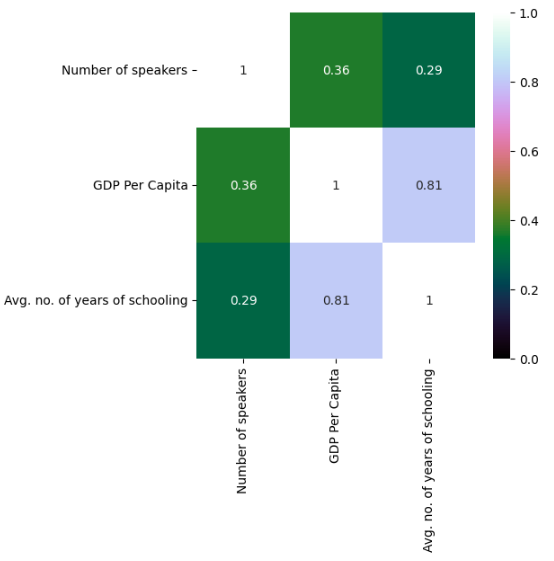 1.0
Number of speakers
1
0.36
0.29
0.8
GDP Per Capita
0.36
1
0.81
0.6
0.4
Avg. no. of years of schooling
0.29
0.81
1
0.2
0.0
Number of speakers
GDP Per Capita
Avg. no. of years of schooling